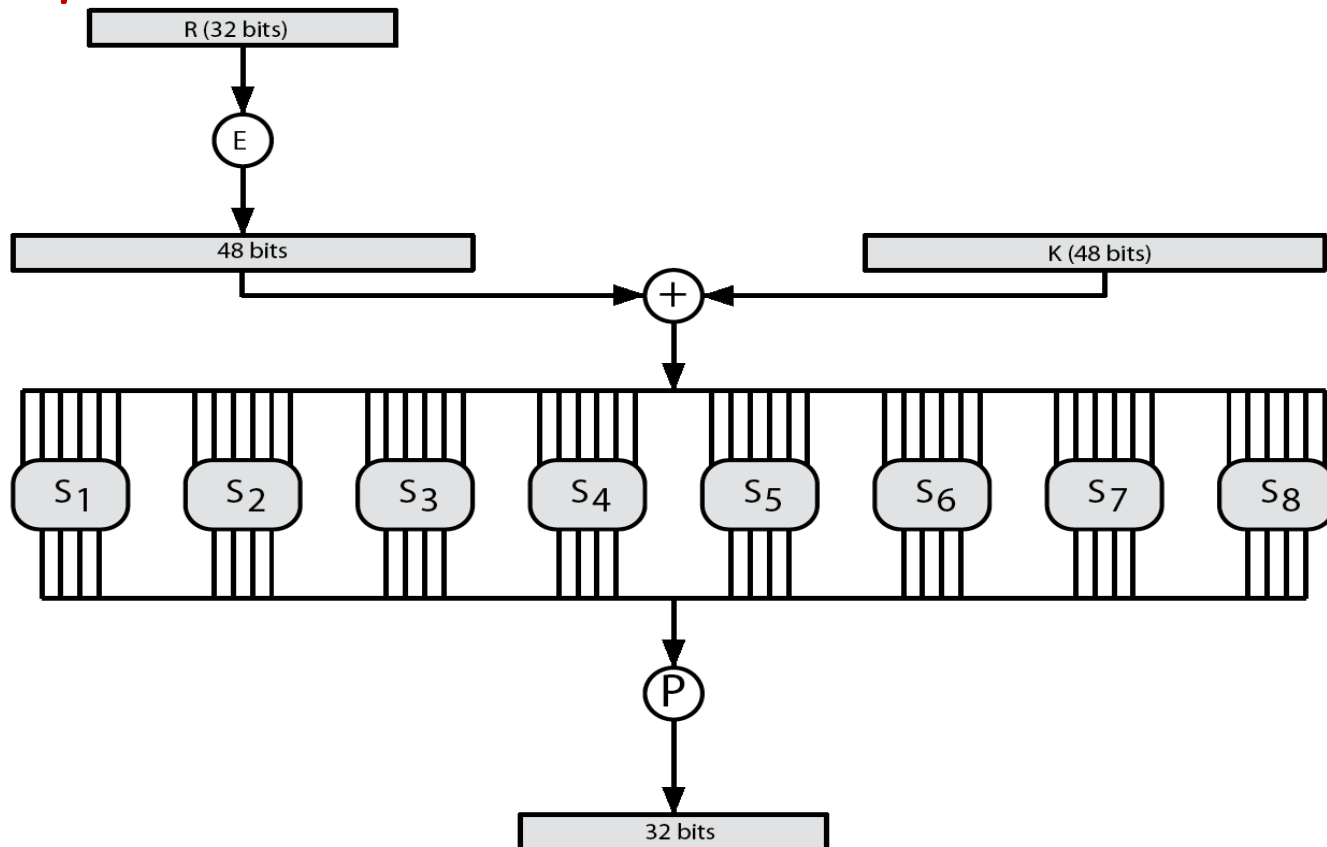 R (32 bits)
E
48 bits
K (48 bits)
+
S1 S2 S3 S4 S5 S6 S7 S8
P
32 bits